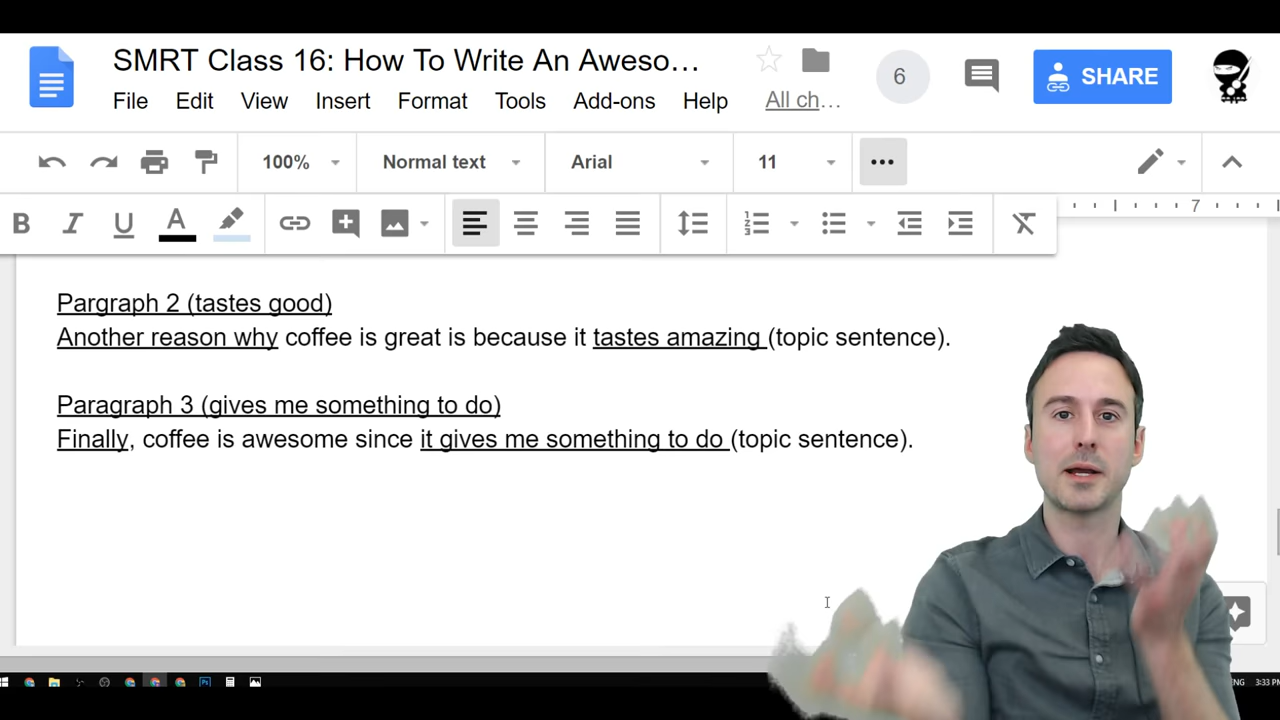 SMRT Class 16: How To Write An Aweso…
6
SHARE
File Edit View Insert Format Tools Add-ons Help All ch…
100% Normal text Arial 11
B I U A
7
Pargraph 2 (tastes good)
Another reason why coffee is great is because it tastes amazing (topic sentence).
Paragraph 3 (gives me something to do)
Finally, coffee is awesome since it gives me something to do (topic sentence).
ENG 3:33 PM